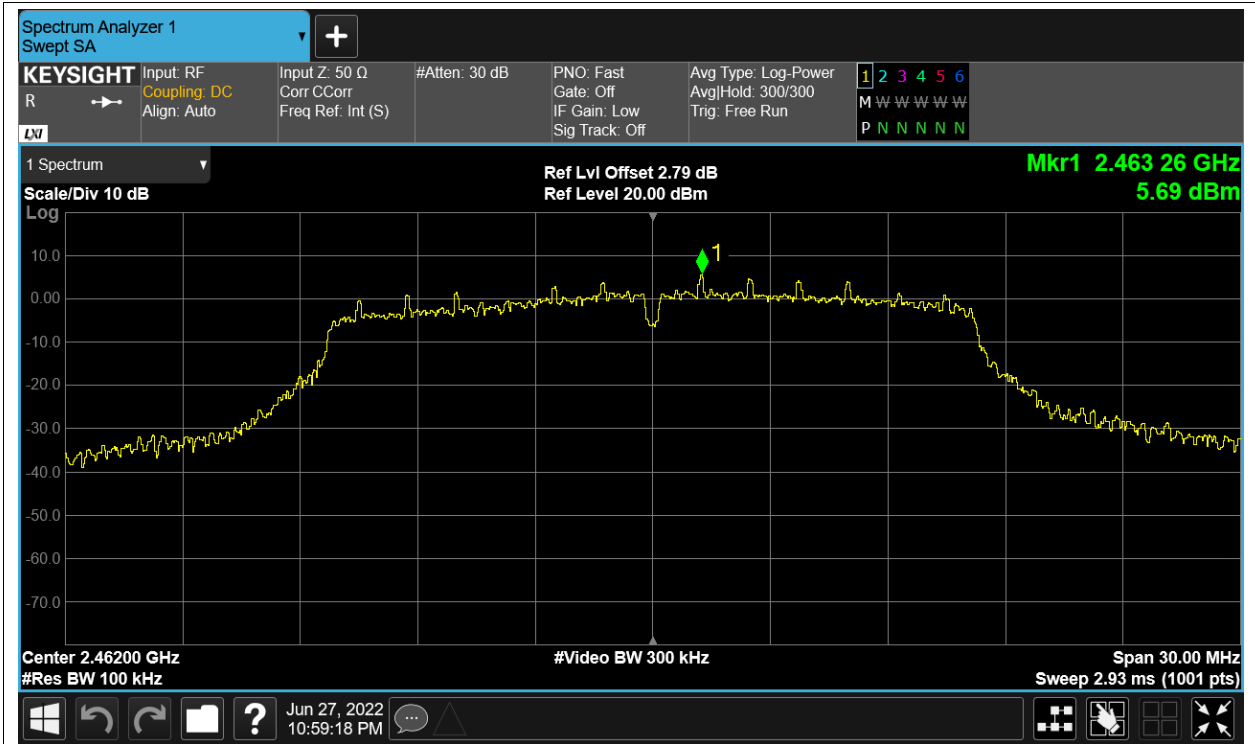 Spectrum Analyzer 1
Swept SA
+
KEYSIGHT
R
LXI
Input: RF
Coupling: DC
Align: Auto
Input Z: 50 Ω
Corr CCorr
Freq Ref: Int (S)
#Atten: 30 dB
PNO: Fast
Gate: Off
IF Gain: Low
Sig Track: Off
Avg Type: Log-Power
Avg|Hold: 300/300
Trig: Free Run
1 2 3 4 5 6
M W W W W W
P N N N N N
1 Spectrum
Scale/Div 10 dB
Log
Ref Lvl Offset 2.79 dB
Ref Level 20.00 dBm
Mkr1 2.463 26 GHz
5.69 dBm
1
10.0
0.00
-10.0
-20.0
-30.0
-40.0
-50.0
-60.0
-70.0
Center 2.46200 GHz
#Res BW 100 kHz
#Video BW 300 kHz
Span 30.00 MHz
Sweep 2.93 ms (1001 pts)
?
Jun 27, 2022
10:59:18 PM